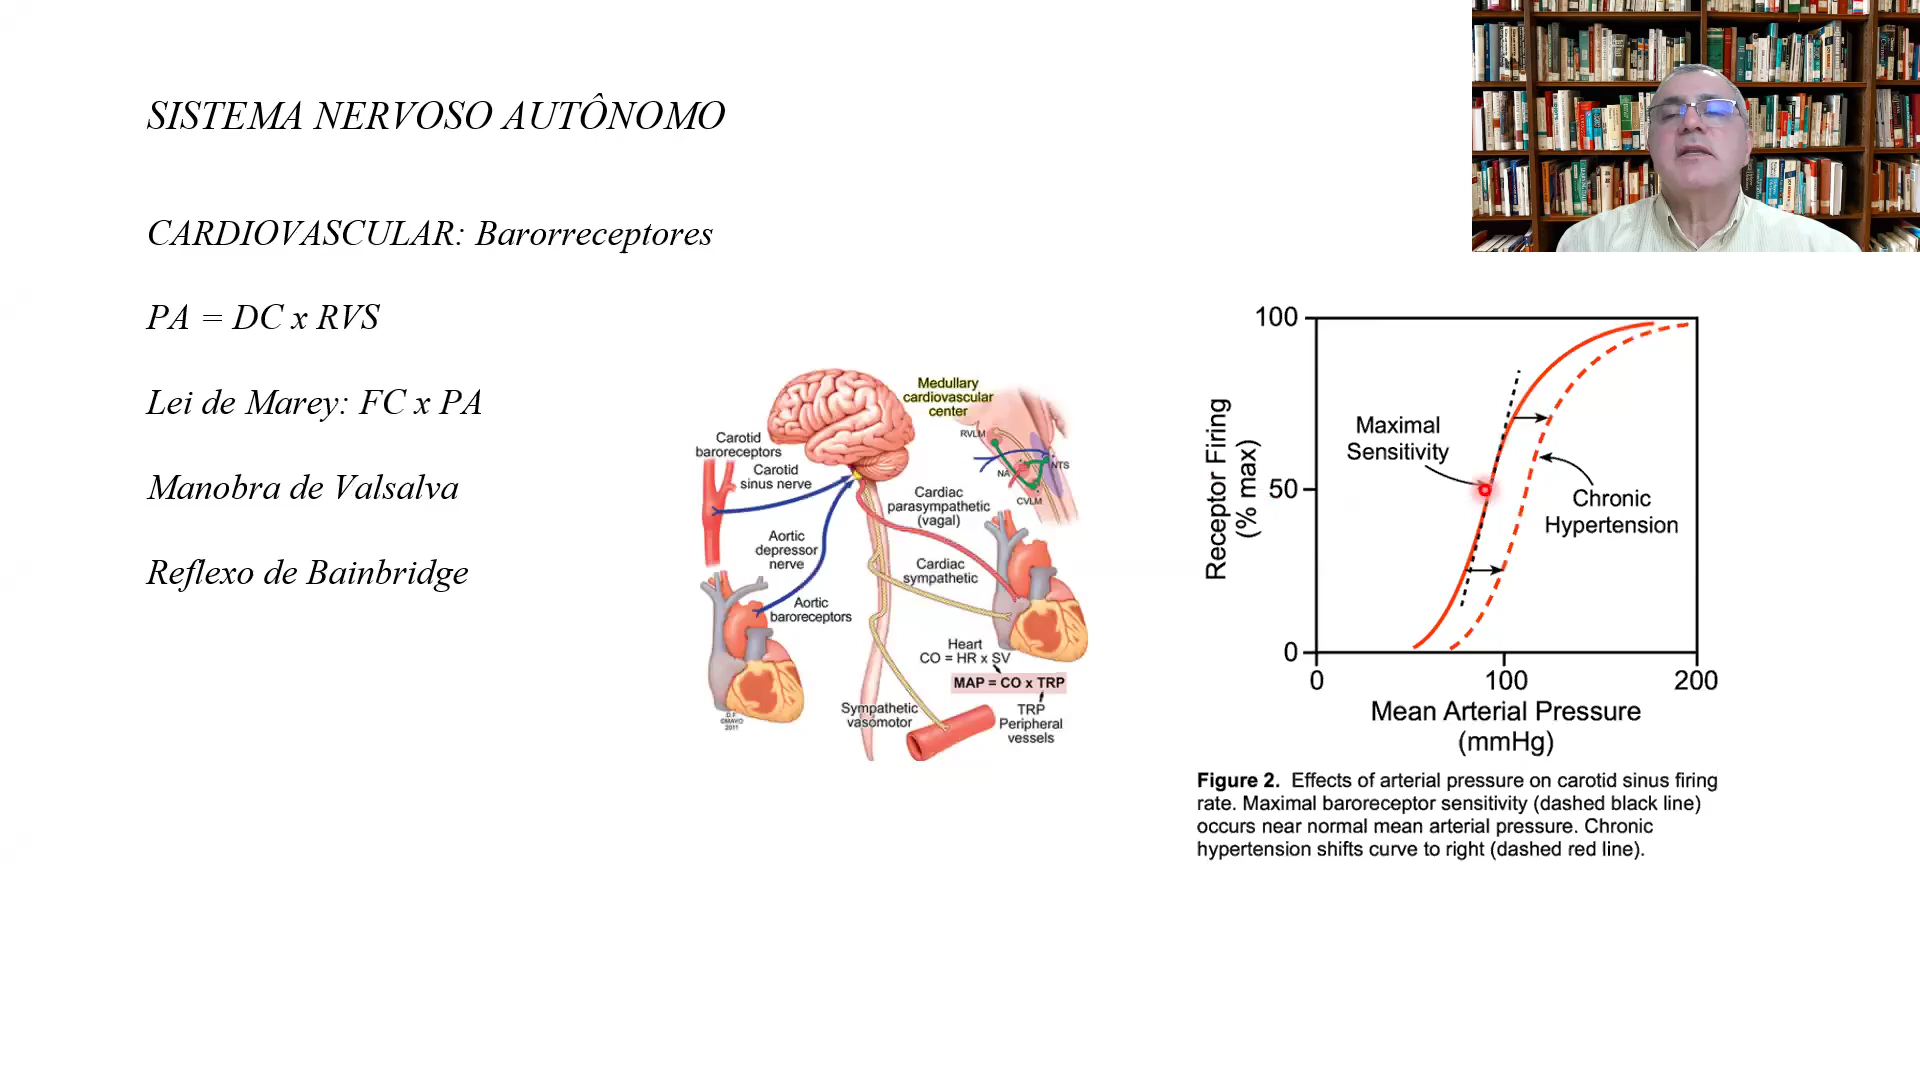 SISTEMA NERVOSO AUTÔNOMO
CARDIOVASCULAR: Barorreceptores
PA = DC x RVS
Lei de Marey: FC x PA
Manobra de Valsalva
Reflexo de Bainbridge
Medullary
cardiovascular
center
RVLM
NTS
NA
CVLM
Carotid
baroreceptors
Carotid
sinus nerve
Cardiac
parasympathetic
(vagal)
Aortic
depressor
nerve
Cardiac
sympathetic
Aortic
baroreceptors
Heart
CO = HR x SV
MAP = CO x TRP
Sympathetic
vasomotor
TRP
Peripheral
vessels
D.F.
©MAYO
2011
100
50
0
Receptor Firing
(% max)
Maximal
Sensitivity
Chronic
Hypertension
0
100
200
Mean Arterial Pressure
(mmHg)
Figure 2. Effects of arterial pressure on carotid sinus firing
rate. Maximal baroreceptor sensitivity (dashed black line)
occurs near normal mean arterial pressure. Chronic
hypertension shifts curve to right (dashed red line).